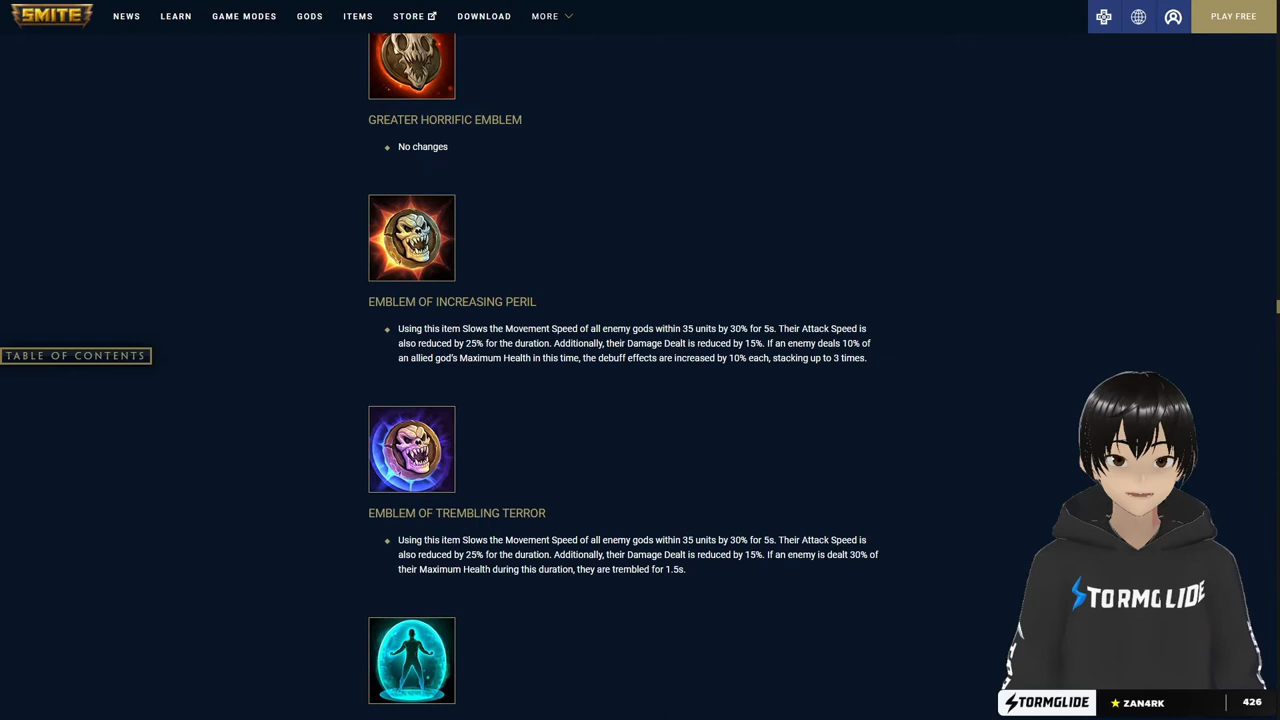 SMITE
NEWS
LEARN
GAME MODES
GODS
ITEMS
STORE
DOWNLOAD
MORE
PLAY FREE
GREATER HORRIFIC EMBLEM
No changes
EMBLEM OF INCREASING PERIL
Using this item Slows the Movement Speed of all enemy gods within 35 units by 30% for 5s. Their Attack Speed is
also reduced by 25% for the duration. Additionally, their Damage Dealt is reduced by 15%. If an enemy deals 10% of
an allied god's Maximum Health in this time, the debuff effects are increased by 10% each, stacking up to 3 times.
TABLE OF CONTENTS
EMBLEM OF TREMBLING TERROR
Using this item Slows the Movement Speed of all enemy gods within 35 units by 30% for 5s. Their Attack Speed is
also reduced by 25% for the duration. Additionally, their Damage Dealt is reduced by 15%. If an enemy is dealt 30% of
their Maximum Health during this duration, they are trembled for 1.5s.
STORMGLIDE
STORMGLIDE
ZAN4RK
426